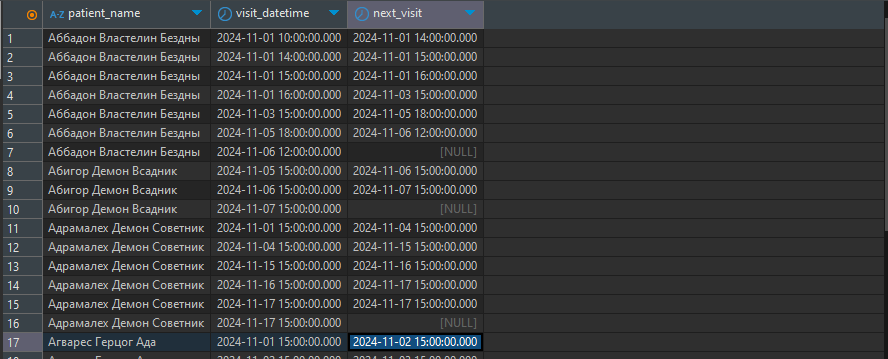 A-Z patient_name visit_datetime next_visit
1 Аббадон Властелин Бездны 2024-11-01 10:00:00.000 2024-11-01 14:00:00.000
2 Аббадон Властелин Бездны 2024-11-01 14:00:00.000 2024-11-01 15:00:00.000
3 Аббадон Властелин Бездны 2024-11-01 15:00:00.000 2024-11-01 16:00:00.000
4 Аббадон Властелин Бездны 2024-11-01 16:00:00.000 2024-11-03 15:00:00.000
5 Аббадон Властелин Бездны 2024-11-03 15:00:00.000 2024-11-05 18:00:00.000
6 Аббадон Властелин Бездны 2024-11-05 18:00:00.000 2024-11-06 12:00:00.000
7 Аббадон Властелин Бездны 2024-11-06 12:00:00.000 [NULL]
8 Абигор Демон Всадник 2024-11-05 15:00:00.000 2024-11-06 15:00:00.000
9 Абигор Демон Всадник 2024-11-06 15:00:00.000 2024-11-07 15:00:00.000
10 Абигор Демон Всадник 2024-11-07 15:00:00.000 [NULL]
11 Адрамалех Демон Советник 2024-11-01 15:00:00.000 2024-11-04 15:00:00.000
12 Адрамалех Демон Советник 2024-11-04 15:00:00.000 2024-11-15 15:00:00.000
13 Адрамалех Демон Советник 2024-11-15 15:00:00.000 2024-11-16 15:00:00.000
14 Адрамалех Демон Советник 2024-11-16 15:00:00.000 2024-11-17 15:00:00.000
15 Адрамалех Демон Советник 2024-11-17 15:00:00.000 2024-11-17 15:00:00.000
16 Адрамалех Демон Советник 2024-11-17 15:00:00.000 [NULL]
17 Агварес Герцог Ада 2024-11-01 15:00:00.000 2024-11-02 15:00:00.000